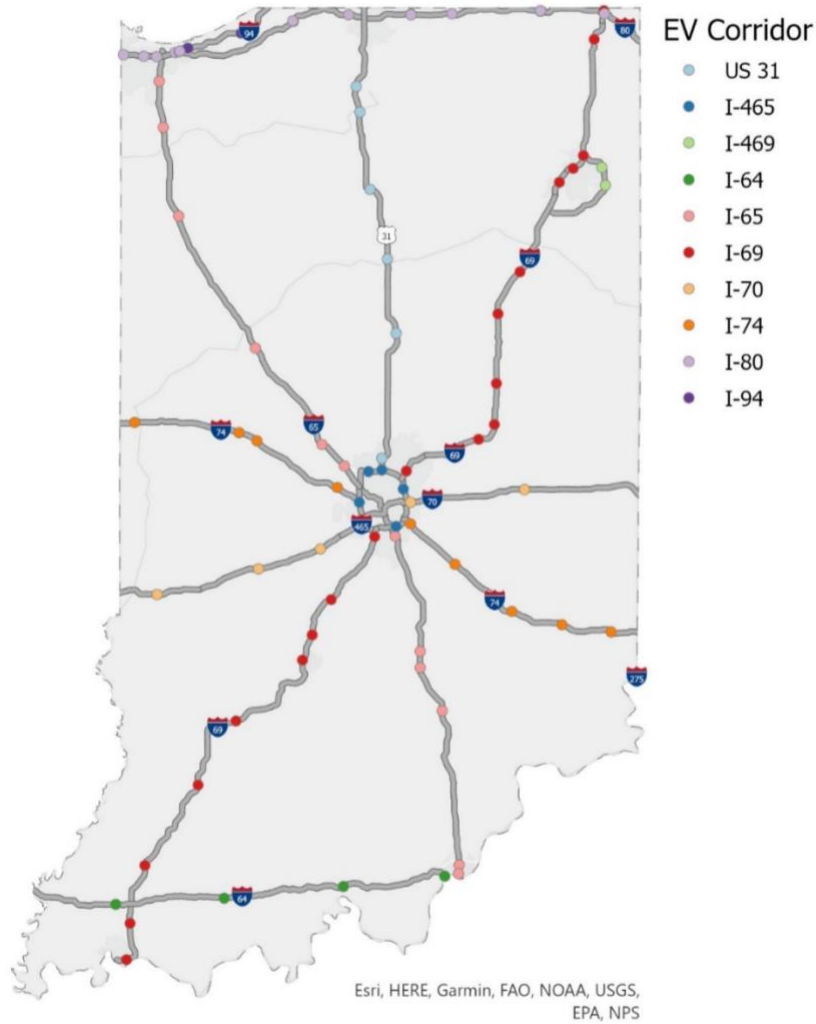 94
80
EV Corridor
US 31
I-465
I-469
I-64
I-65
I-69
I-70
I-74
I-80
I-94
31
69
74
65
69
70
465
74
275
69
64
Esri, HERE, Garmin, FAO, NOAA, USGS,
EPA, NPS